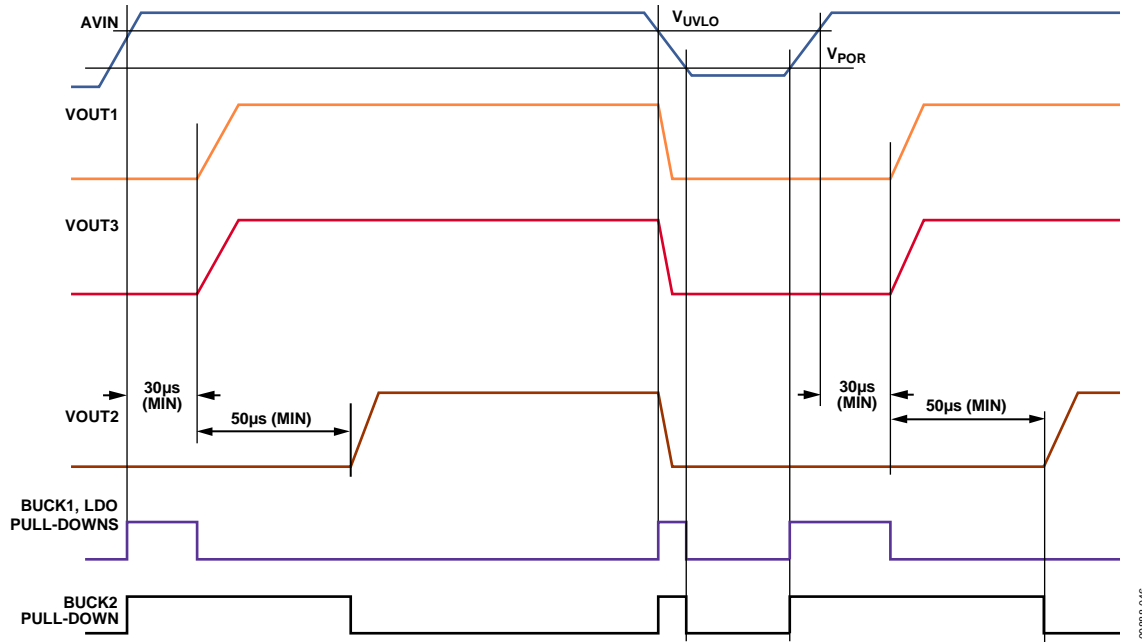 AVIN
VUVLO
VPOR
VOUT1
VOUT3
30µs
(MIN)
30µs
(MIN)
VOUT2
50µs (MIN)
50µs (MIN)
BUCK1, LDO
PULL-DOWNS
BUCK2
PULL-DOWN